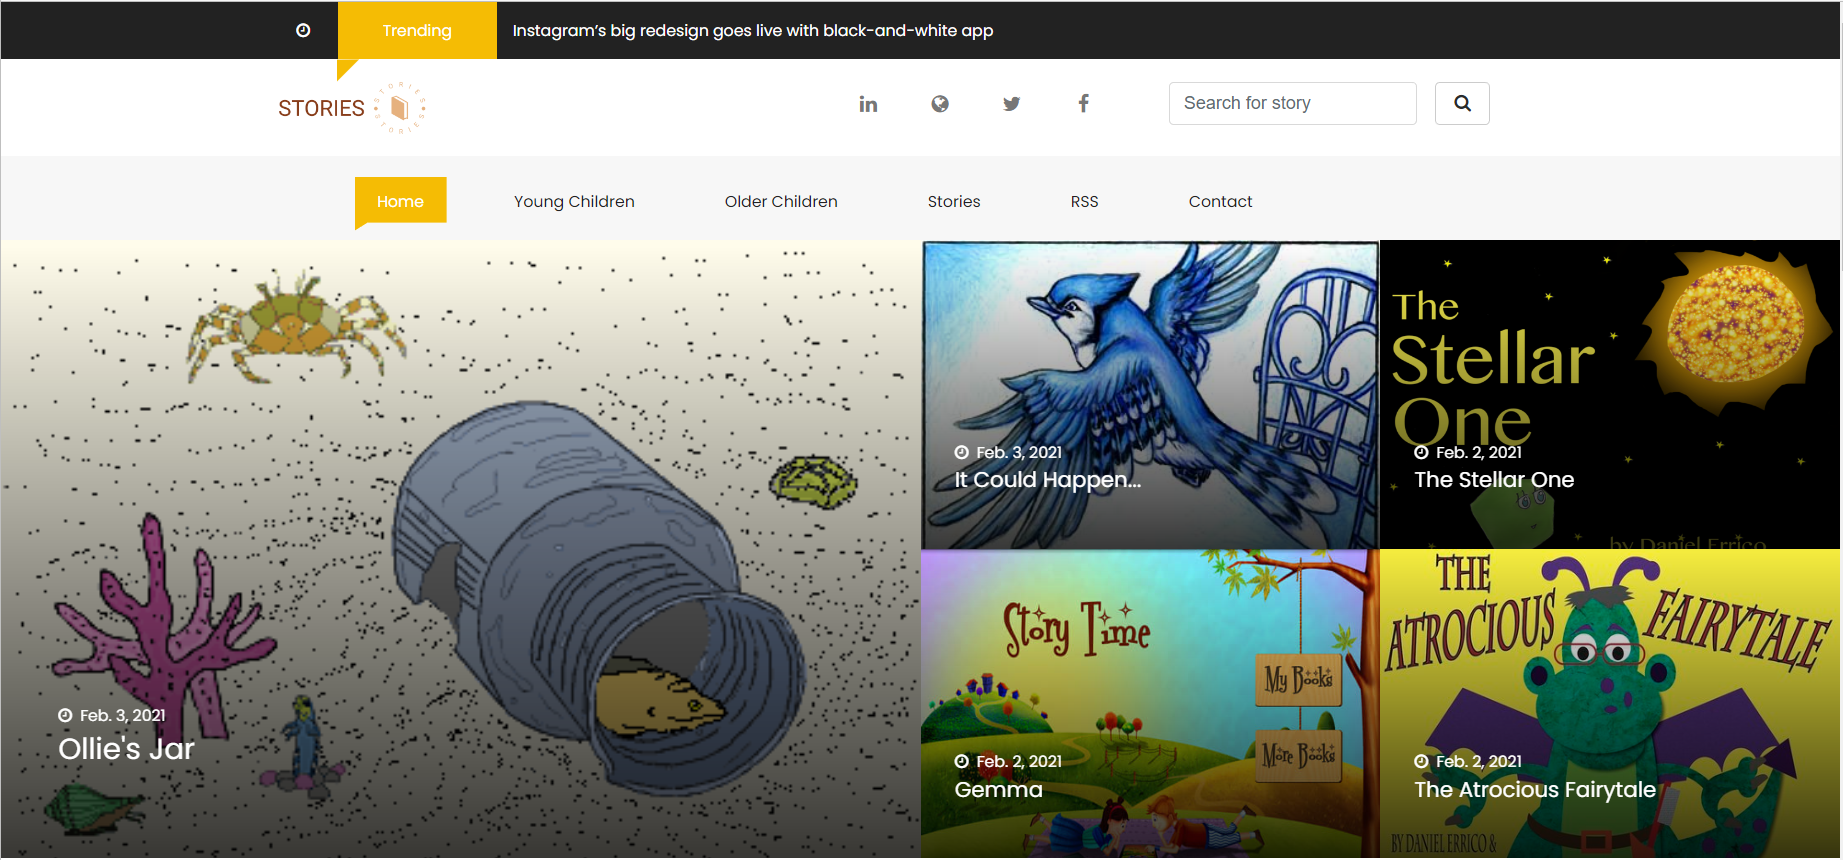 Trending
Instagram’s big redesign goes live with black-and-white app
STORIES
STORIES
STORIES
Search for story
Home
Young Children
Older Children
Stories
RSS
Contact
Feb. 3, 2021
Ollie's Jar
Feb. 3, 2021
It Could Happen...
The
Stellar
One
Feb. 2, 2021
The Stellar One
by Daniel Errico
Story Time
My Books
More Books
Feb. 2, 2021
Gemma
THE
ATROCIOUS FAIRYTALE
Feb. 2, 2021
The Atrocious Fairytale
BY DANIEL ERRICO &